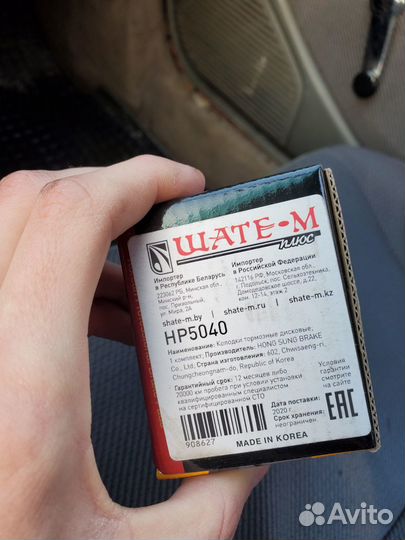 ШАТЕ-М
ПЛЮС
Импортер
в Республике Беларусь
223062 РБ, Минская обл.,
Минский р-н,
пос. Привольный,
ул. Мира, 2А
shate-m.by
Импортер
в Российской Федерации
142116 РФ, Московская обл.,
г. Подольск, пос. Сельхозтехника,
Домодедовское шоссе, д.22,
ком. 12-14, этаж 2
shate-m.ru / shate-m.kz
HP5040
Наименование: Колодки тормозные дисковые,
1 комплект; Производитель: HONG SUNG BRAKE
Co., Ltd, Страна изготовления: 602, Chwisaeng-ri,
Chungcheongnam-do, Republic of Korea
Гарантийный срок: 12 месяцев либо
20000 км пробега при условии установки
квалифицированным специалистом
на сертифицированном СТО
Условия
гарантии
смотрите
на сайте
Дата поставки:
2020 г.
Срок хранения:
неограничен.
EAC
908627
MADE IN KOREA
Avito